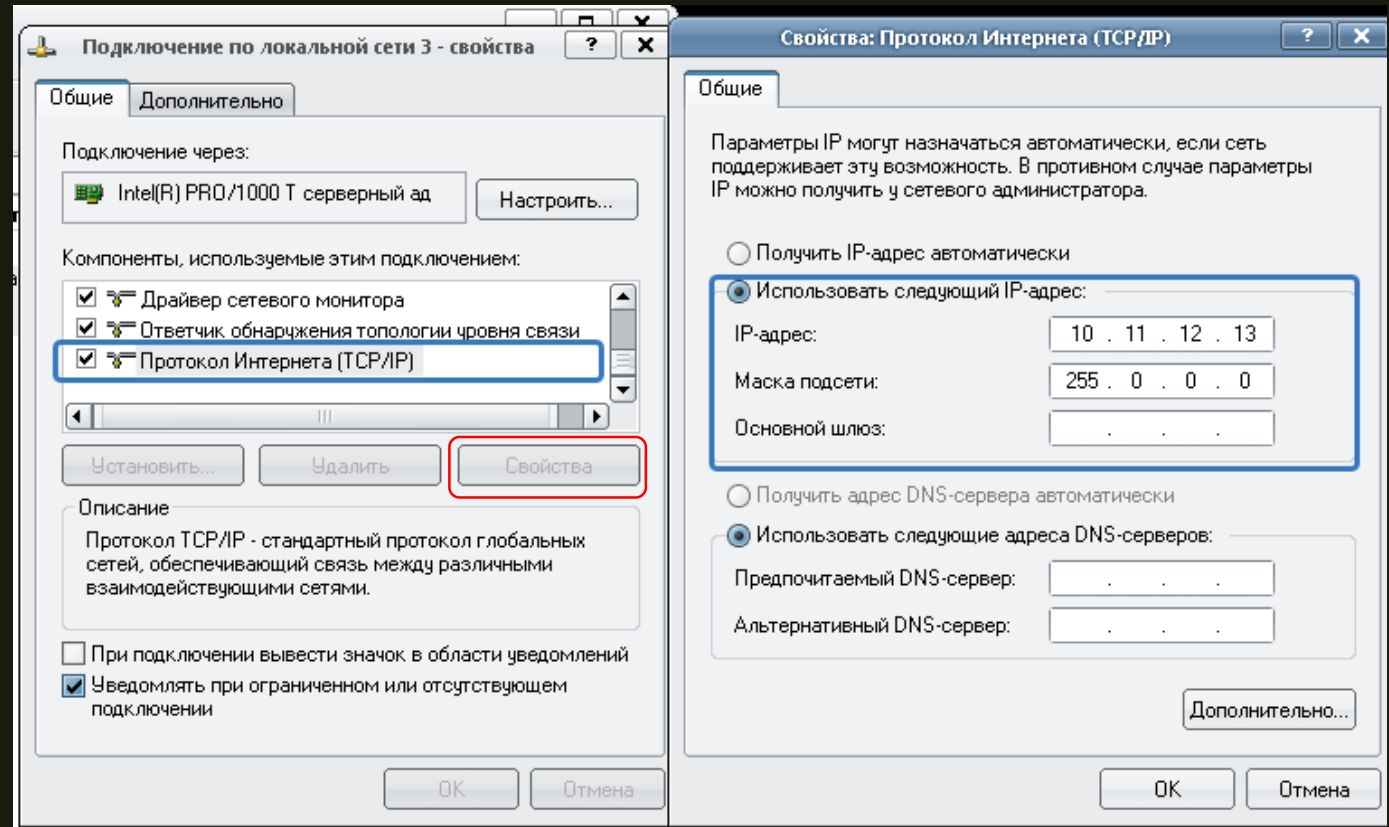 Подключение по локальной сети 3 - свойства
Общие
Дополнительно
Подключение через:
Intel(R) PRO/1000 T серверный ад
Настроить...
Компоненты, используемые этим подключением:
Драйвер сетевого монитора
Ответчик обнаружения топологии уровня связи
Протокол Интернета (TCP/IP)
Установить...
Удалить
Свойства
Описание
Протокол TCP/IP - стандартный протокол глобальных
сетей, обеспечивающий связь между различными
взаимодействующими сетями.
При подключении вывести значок в области уведомлений
Уведомлять при ограниченном или отсутствующем
подключении
OK
Отмена
Свойства: Протокол Интернета (TCP/IP)
Общие
Параметры IP могут назначаться автоматически, если сеть
поддерживает эту возможность. В противном случае параметры
IP можно получить у сетевого администратора.
Получить IP-адрес автоматически
Использовать следующий IP-адрес:
IP-адрес:
10 . 11 . 12 . 13
Маска подсети:
255 . 0 . 0 . 0
Основной шлюз:
. . .
Получить адрес DNS-сервера автоматически
Использовать следующие адреса DNS-серверов:
Предпочитаемый DNS-сервер:
. . .
Альтернативный DNS-сервер:
. . .
Дополнительно...
OK
Отмена